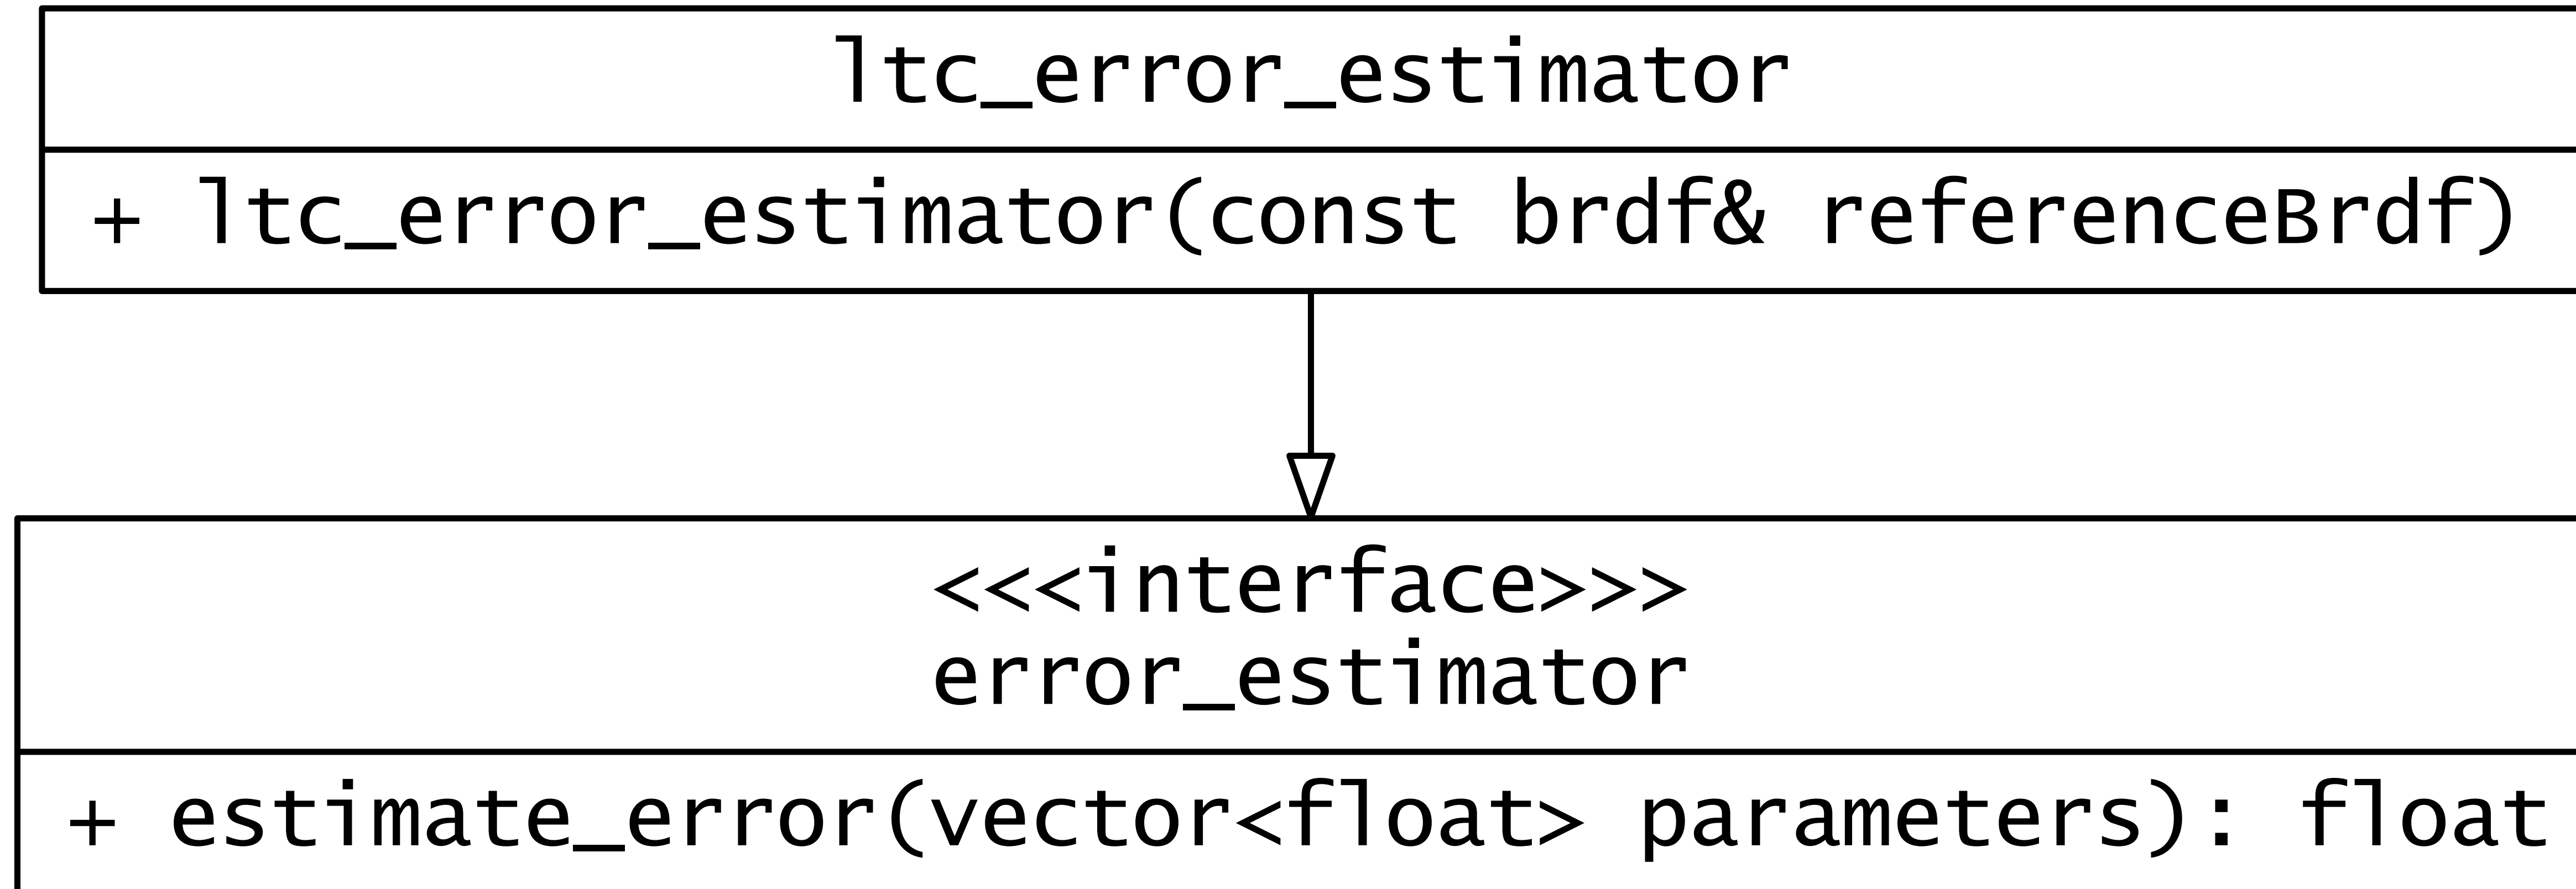 ltc_error_estimator
+ ltc_error_estimator(const brdf& referenceBrdf)
<<<interface>>>
error_estimator
+ estimate_error(vector<float> parameters): float